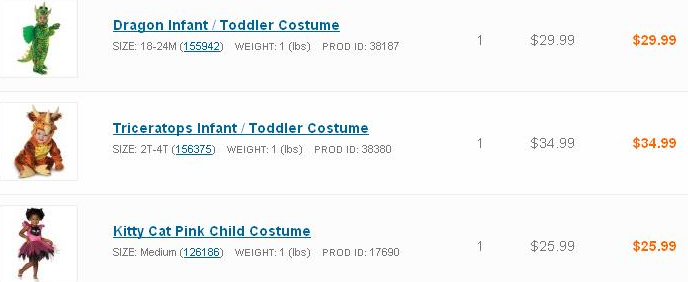 Dragon Infant / Toddler Costume
SIZE: 18-24M (155942) WEIGHT: 1 (lbs) PROD ID: 38187 1 $29.99 $29.99
Triceratops Infant / Toddler Costume
SIZE: 2T-4T (156375) WEIGHT: 1 (lbs) PROD ID: 38380 1 $34.99 $34.99
Kitty Cat Pink Child Costume
SIZE: Medium (126186) WEIGHT: 1 (lbs) PROD ID: 17690 1 $25.99 $25.99